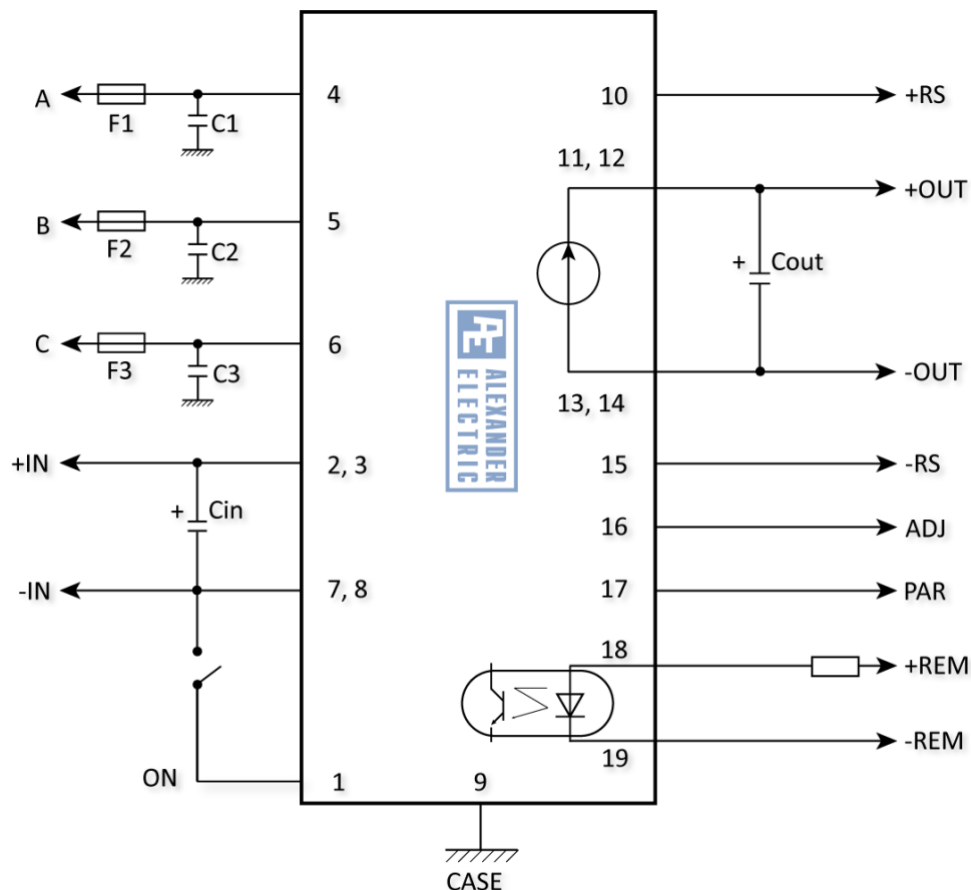 A
F1
C1
4
10
+RS
11, 12
+OUT
B
F2
C2
5
+
Cout
C
F3
C3
6
-OUT
13, 14
ÆE
ALEXANDER
ELECTRIC
+IN
2, 3
15
-RS
+
Cin
16
ADJ
-IN
7, 8
17
PAR
18
+REM
19
-REM
ON
1
9
CASE